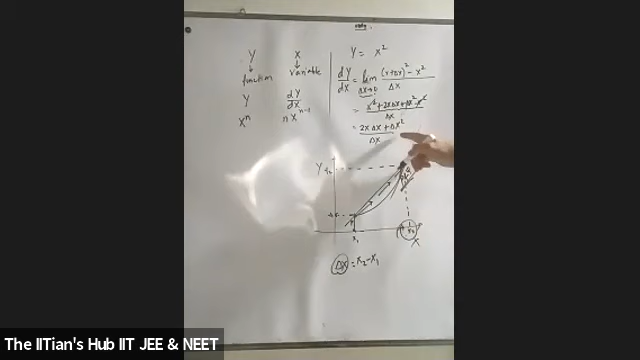 Y X
↓ ↓
function variable
Y dY/dx
X^n n X^{n-1}
Y = x²
dY/dx = lim Δx→0 ((x+Δx)² - x²)/Δx
= (x² + 2xΔx + Δx² - x²)/Δx
= (2xΔx + Δx²)/Δx
Y
x₁
X
Δx = x₂ - x₁
The IITian's Hub IIT JEE & NEET